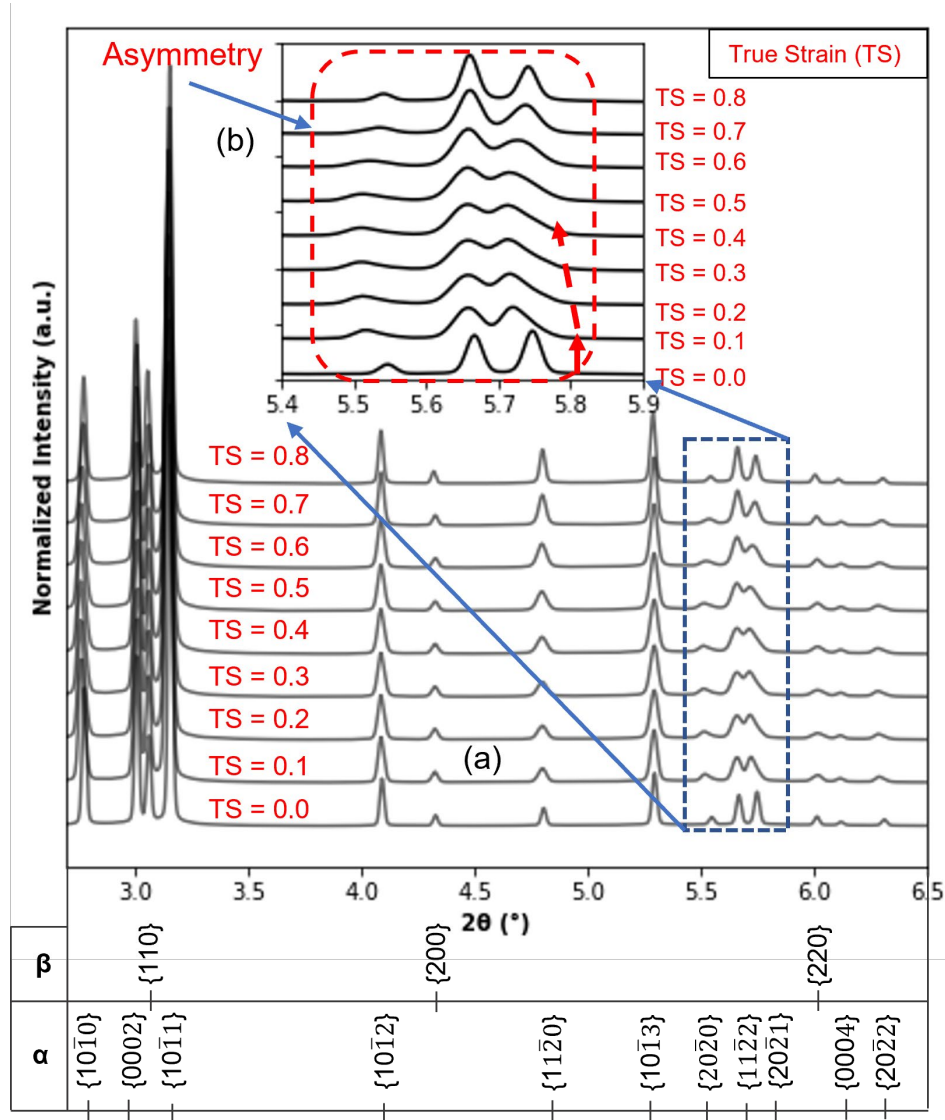 Asymmetry
True Strain (TS)
(b)
TS = 0.8
TS = 0.7
TS = 0.6
TS = 0.5
TS = 0.4
TS = 0.3
TS = 0.2
TS = 0.1
TS = 0.0
5.4 5.5 5.6 5.7 5.8 5.9
Normalized Intensity (a.u.)
TS = 0.8
TS = 0.7
TS = 0.6
TS = 0.5
TS = 0.4
TS = 0.3
TS = 0.2
TS = 0.1
TS = 0.0
(a)
3.0 3.5 4.0 4.5 5.0 5.5 6.0 6.5
2θ (°)
β
{110}
{200}
{220}
α
{101̅0}
{0002}
{101̅1}
{101̅2}
{112̅0}
{101̅3}
{202̅0}
{112̅2}
{202̅1}
{0004}
{202̅2}